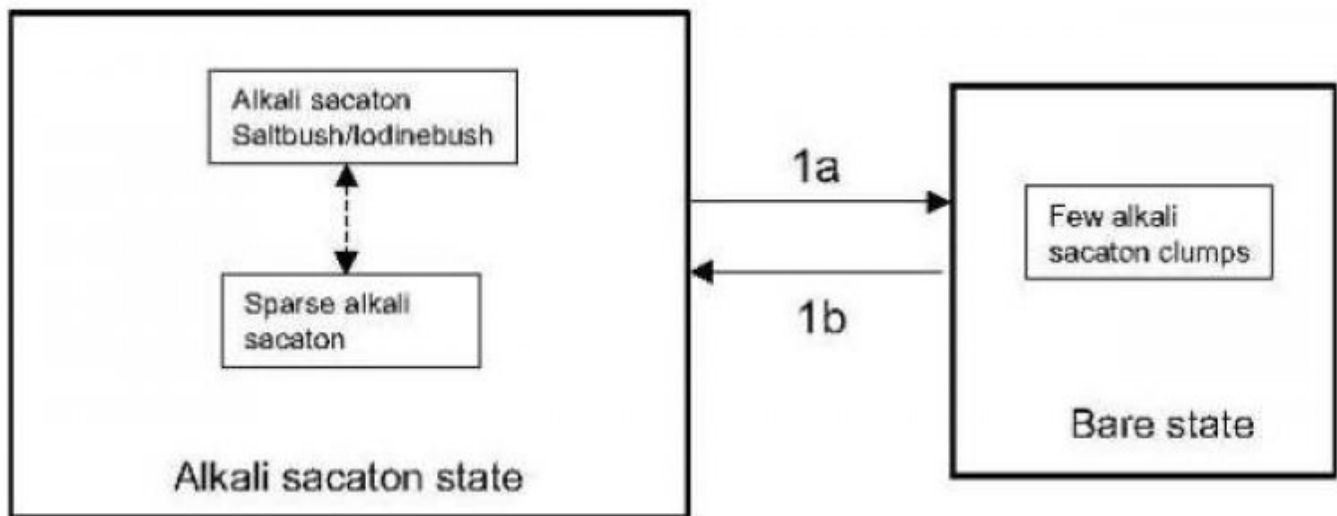 Alkali sacaton
Saltbush/Iodinebush
Sparse alkali
sacaton
Alkali sacaton state
1a
1b
Few alkali
sacaton clumps
Bare state